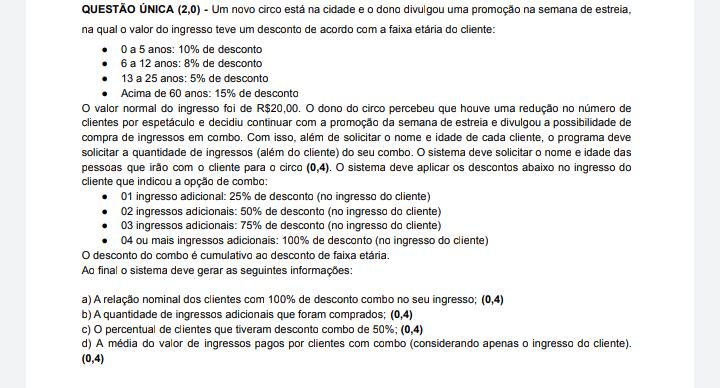 QUESTÃO ÚNICA (2,0) - Um novo circo está na cidade e o dono divulgou uma promoção na semana de estreia,
na qual o valor do ingresso teve um desconto de acordo com a faixa etária do cliente:
• 0 a 5 anos: 10% de desconto
• 6 a 12 anos: 8% de desconto
• 13 a 25 anos: 5% de desconto
• Acima de 60 anos: 15% de desconto
O valor normal do ingresso foi de R$20,00. O dono do circo percebeu que houve uma redução no número de
clientes por espetáculo e decidiu continuar com a promoção da semana de estreia e divulgou a possibilidade de
compra de ingressos em combo. Com isso, além de solicitar o nome e idade de cada cliente, o programa deve
solicitar a quantidade de ingressos (além do cliente) do seu combo. O sistema deve solicitar o nome e idade das
pessoas que irão com o cliente para o circo (0,4). O sistema deve aplicar os descontos abaixo no ingresso do
cliente que indicou a opção de combo:
• 01 ingresso adicional: 25% de desconto (no ingresso do cliente)
• 02 ingressos adicionais: 50% de desconto (no ingresso do cliente)
• 03 ingressos adicionais: 75% de desconto (no ingresso do cliente)
• 04 ou mais ingressos adicionais: 100% de desconto (no ingresso do cliente)
O desconto do combo é cumulativo ao desconto de faixa etária.
Ao final o sistema deve gerar as seguintes informações:
a) A relação nominal dos clientes com 100% de desconto combo no seu ingresso; (0,4)
b) A quantidade de ingressos adicionais que foram comprados; (0,4)
c) O percentual de clientes que tiveram desconto combo de 50%; (0,4)
d) A média do valor de ingressos pagos por clientes com combo (considerando apenas o ingresso do cliente).
(0,4)